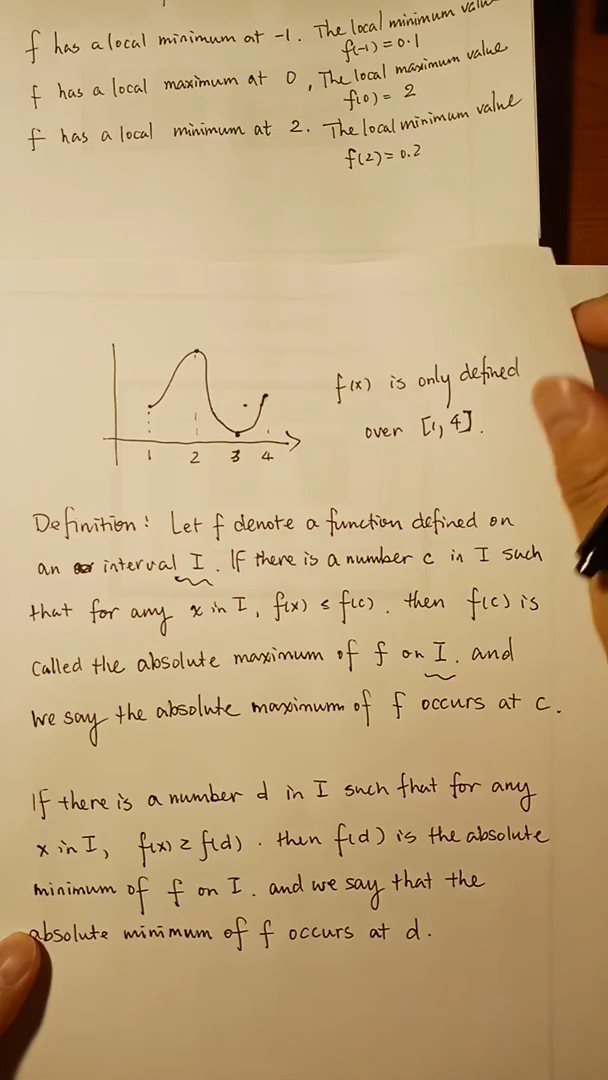 f has a local minimum at -1. The local minimum value
f(-1) = 0.1
f has a local maximum at 0, The local maximum value
f(0) = 2
f has a local minimum at 2. The local minimum value
f(2) = 0.2
f(x) is only defined
over [1, 4].
1 2 3 4
Definition: Let f denote a function defined on
an interval I. If there is a number c in I such
that for any x in I, f(x) ≤ f(c). then f(c) is
called the absolute maximum of f on I. and
we say the absolute maximum of f occurs at c.
If there is a number d in I such that for any
x in I, f(x) ≥ f(d). then f(d) is the absolute
minimum of f on I. and we say that the
absolute minimum of f occurs at d.